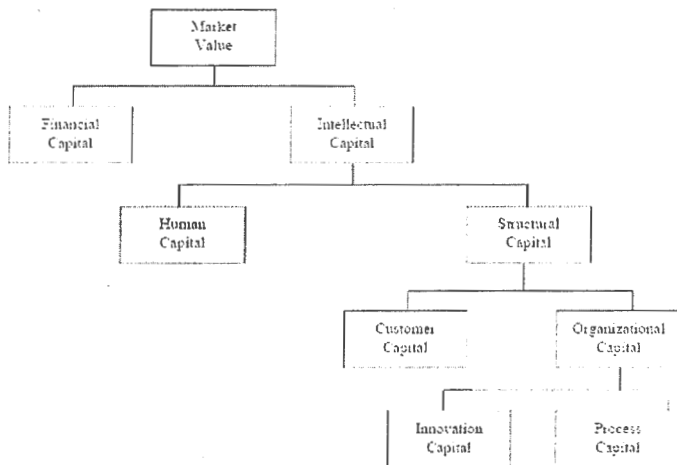 Market
Value
Financial
Capital
Intellectual
Capital
Human
Capital
Structural
Capital
Customer
Capital
Organizational
Capital
Innovation
Capital
Process
Capital